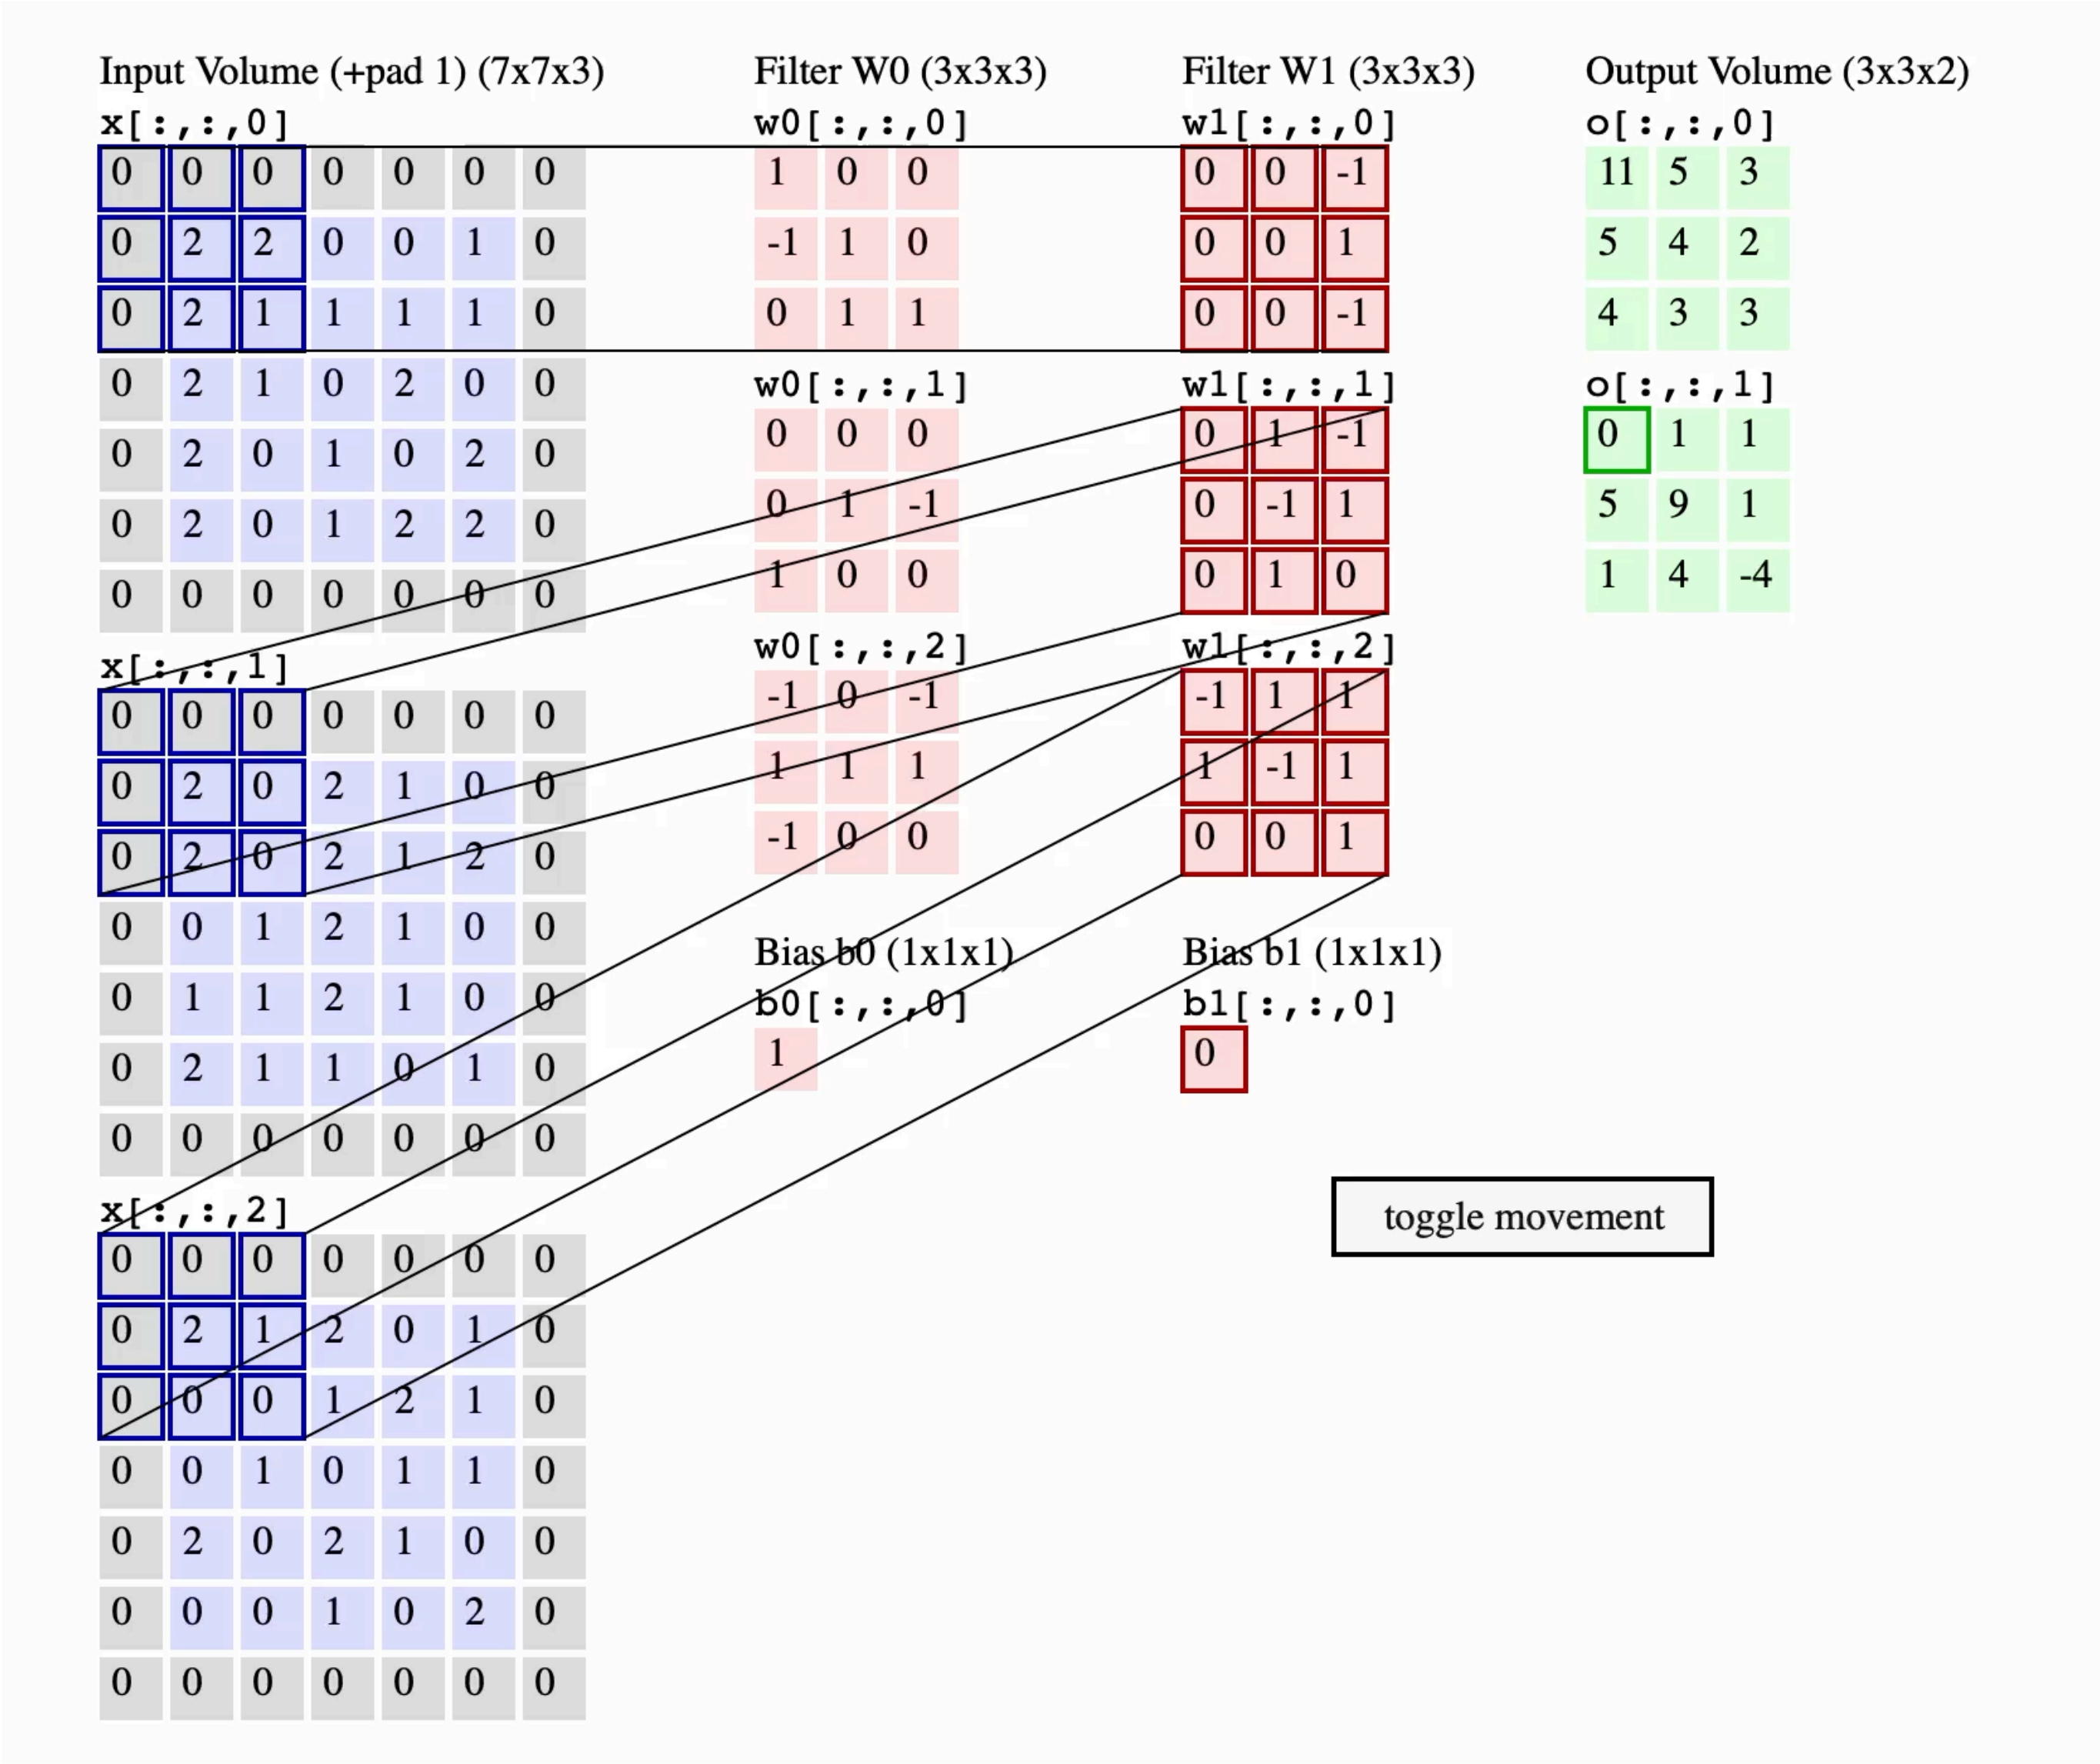 Input Volume (+pad 1) (7x7x3)
x[:,:,0]
0 0 0 0 0 0 0
0 2 2 0 0 1 0
0 2 1 1 1 1 0
0 2 1 0 2 0 0
0 2 0 1 0 2 0
0 2 0 1 2 2 0
0 0 0 0 0 0 0
x[:,:,1]
0 0 0 0 0 0 0
0 2 0 2 1 0 0
0 2 0 2 1 2 0
0 0 1 2 1 0 0
0 1 1 2 1 0 0
0 2 1 1 0 1 0
0 0 0 0 0 0 0
x[:,:,2]
0 0 0 0 0 0 0
0 2 1 2 0 1 0
0 0 0 1 2 1 0
0 0 1 0 1 1 0
0 2 0 2 1 0 0
0 0 0 1 0 2 0
0 0 0 0 0 0 0
Filter W0 (3x3x3)
w0[:,:,0]
1 0 0
-1 1 0
0 1 1
w0[:,:,1]
0 0 0
0 1 -1
1 0 0
w0[:,:,2]
-1 0 -1
1 1 1
-1 0 0
Bias b0 (1x1x1)
b0[:,:,0]
1
Filter W1 (3x3x3)
w1[:,:,0]
0 0 -1
0 0 1
0 0 -1
w1[:,:,1]
0 1 -1
0 -1 1
0 1 0
w1[:,:,2]
-1 1 1
1 -1 1
0 0 1
Bias b1 (1x1x1)
b1[:,:,0]
0
Output Volume (3x3x2)
o[:,:,0]
11 5 3
5 4 2
4 3 3
o[:,:,1]
0 1 1
5 9 1
1 4 -4
toggle movement